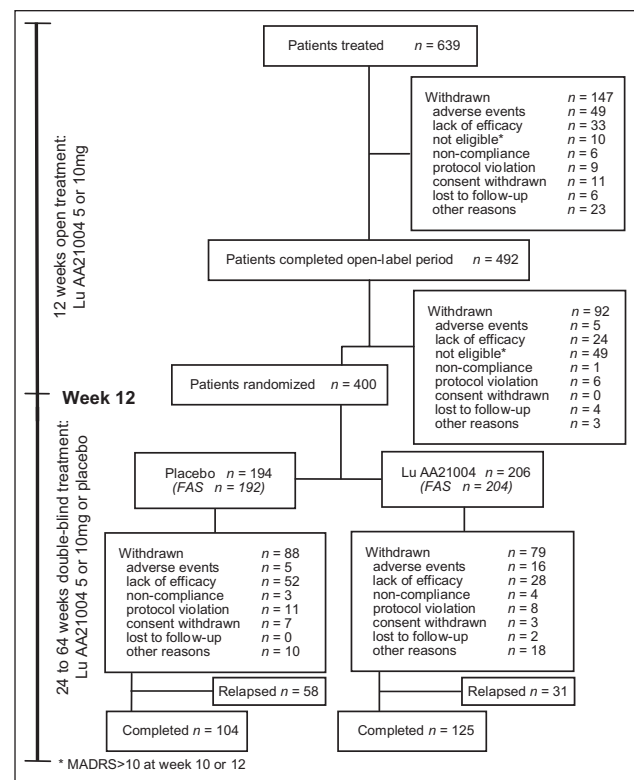 Patients treated n = 639
Withdrawn n = 147
adverse events n = 49
lack of efficacy n = 33
not eligible* n = 10
non-compliance n = 6
protocol violation n = 9
consent withdrawn n = 11
lost to follow-up n = 6
other reasons n = 23
12 weeks open treatment:
Lu AA21004 5 or 10mg
Patients completed open-label period n = 492
Withdrawn n = 92
adverse events n = 5
lack of efficacy n = 24
not eligible* n = 49
non-compliance n = 1
protocol violation n = 6
consent withdrawn n = 0
lost to follow-up n = 4
other reasons n = 3
Patients randomized n = 400
Week 12
24 to 64 weeks double-blind treatment:
Lu AA21004 5 or 10mg or placebo
Placebo n = 194
(FAS n = 192)
Lu AA21004 n = 206
(FAS n = 204)
Withdrawn n = 88
adverse events n = 5
lack of efficacy n = 52
non-compliance n = 3
protocol violation n = 11
consent withdrawn n = 7
lost to follow-up n = 0
other reasons n = 10
Withdrawn n = 79
adverse events n = 16
lack of efficacy n = 28
non-compliance n = 4
protocol violation n = 8
consent withdrawn n = 3
lost to follow-up n = 2
other reasons n = 18
Relapsed n = 58
Relapsed n = 31
Completed n = 104
Completed n = 125
* MADRS>10 at week 10 or 12